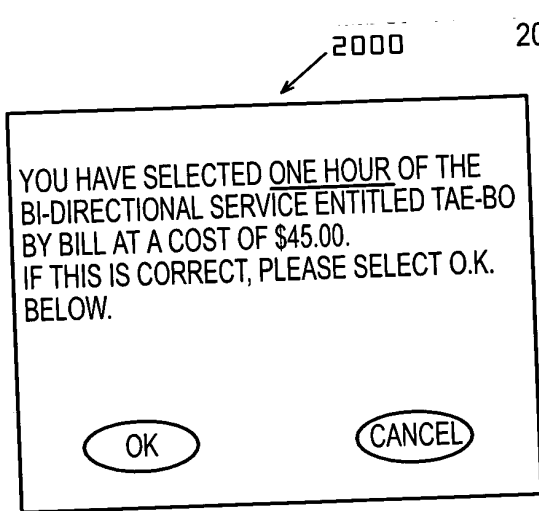 2000
20
YOU HAVE SELECTED ONE HOUR OF THE
BI-DIRECTIONAL SERVICE ENTITLED TAE-BO
BY BILL AT A COST OF $45.00.
IF THIS IS CORRECT, PLEASE SELECT O.K.
BELOW.
OK
CANCEL